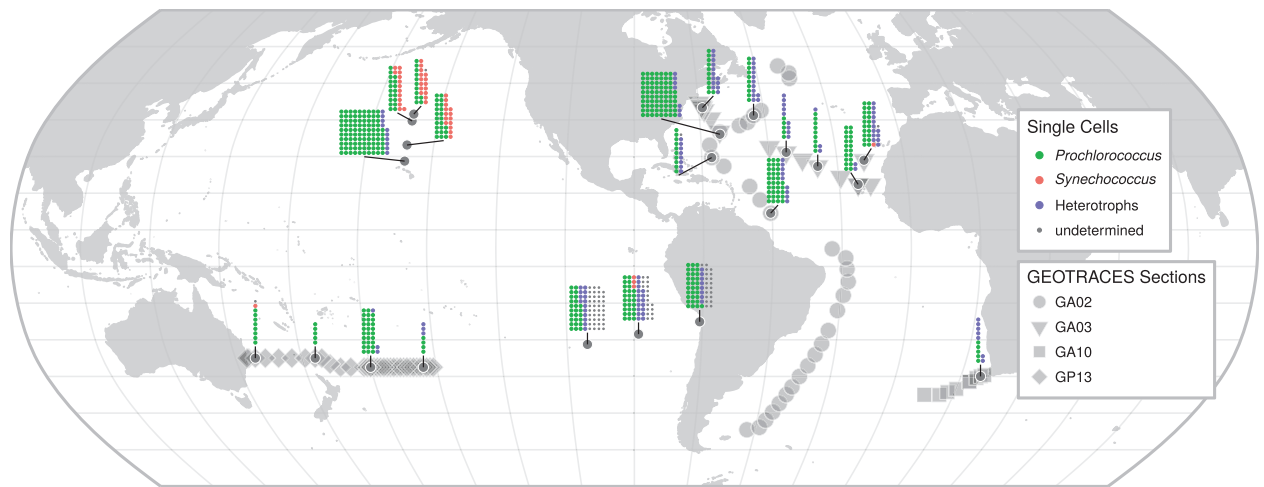 Single Cells
Prochlorococcus
Synechococcus
Heterotrophs
undetermined
GEOTRACES Sections
GA02
GA03
GA10
GP13